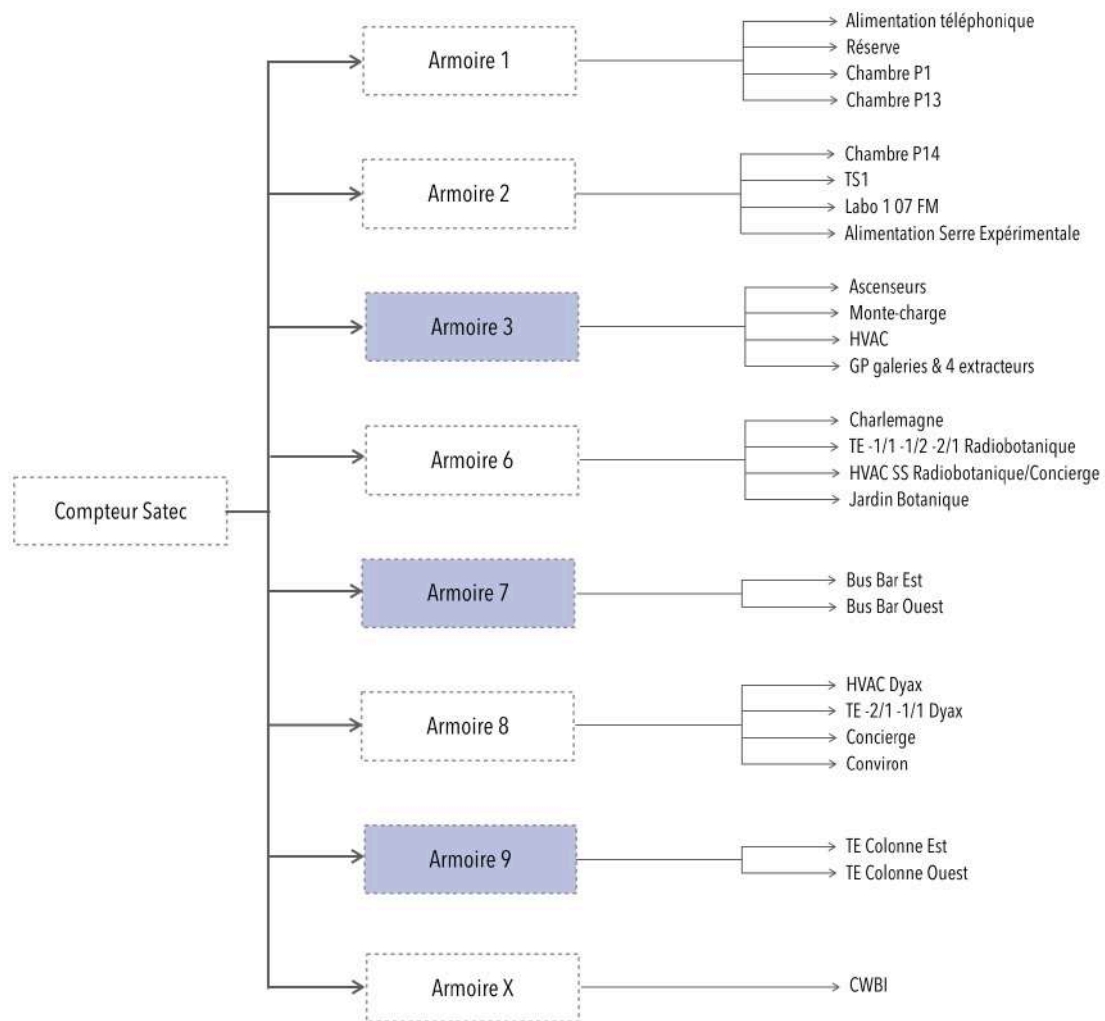 Armoire 1
Alimentation téléphonique
Réserve
Chambre P1
Chambre P13
Armoire 2
Chambre P14
TS1
Labo 1 07 FM
Alimentation Serre Expérimentale
Armoire 3
Ascenseurs
Monte-charge
HVAC
GP galeries & 4 extracteurs
Armoire 6
Charlemagne
TE -1/1 -1/2 -2/1 Radiobotanique
HVAC SS Radiobotanique/Concierge
Jardin Botanique
Compteur Satec
Armoire 7
Bus Bar Est
Bus Bar Ouest
Armoire 8
HVAC Dyax
TE -2/1 -1/1 Dyax
Concierge
Conviron
Armoire 9
TE Colonne Est
TE Colonne Ouest
Armoire X
CWBI